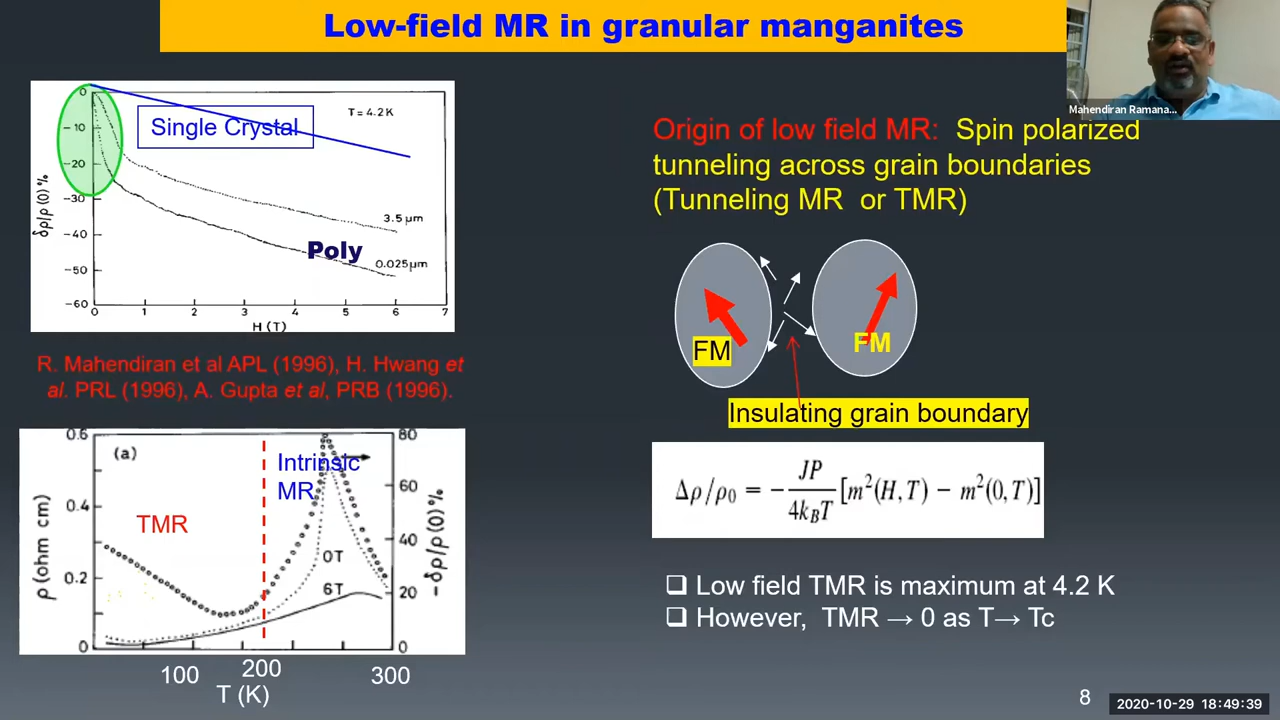 Low-field MR in granular manganites
Mahendiran Ramana...
0
-10
-20
-30
-40
-50
-60
δρ/ρ(0) %
T = 4.2 K
Single Crystal
3.5 μm
Poly
0.025μm
0 1 2 3 4 5 6 7
H (T)
R. Mahendiran et al APL (1996), H. Hwang et
al. PRL (1996), A. Gupta et al, PRB (1996).
0.6
0.4
0.2
0
ρ (ohm cm)
(a)
TMR
Intrinsic
MR
0T
6T
80
60
40
20
0
-δρ/ρ(0) %
100 200 300
T (K)
Origin of low field MR: Spin polarized
tunneling across grain boundaries
(Tunneling MR or TMR)
FM
FM
Insulating grain boundary
Δρ/ρ₀ = − JP/4k_BT [m²(H,T) − m²(0,T)]
❑ Low field TMR is maximum at 4.2 K
❑ However, TMR → 0 as T→ Tc
8
2020-10-29 18:49:39